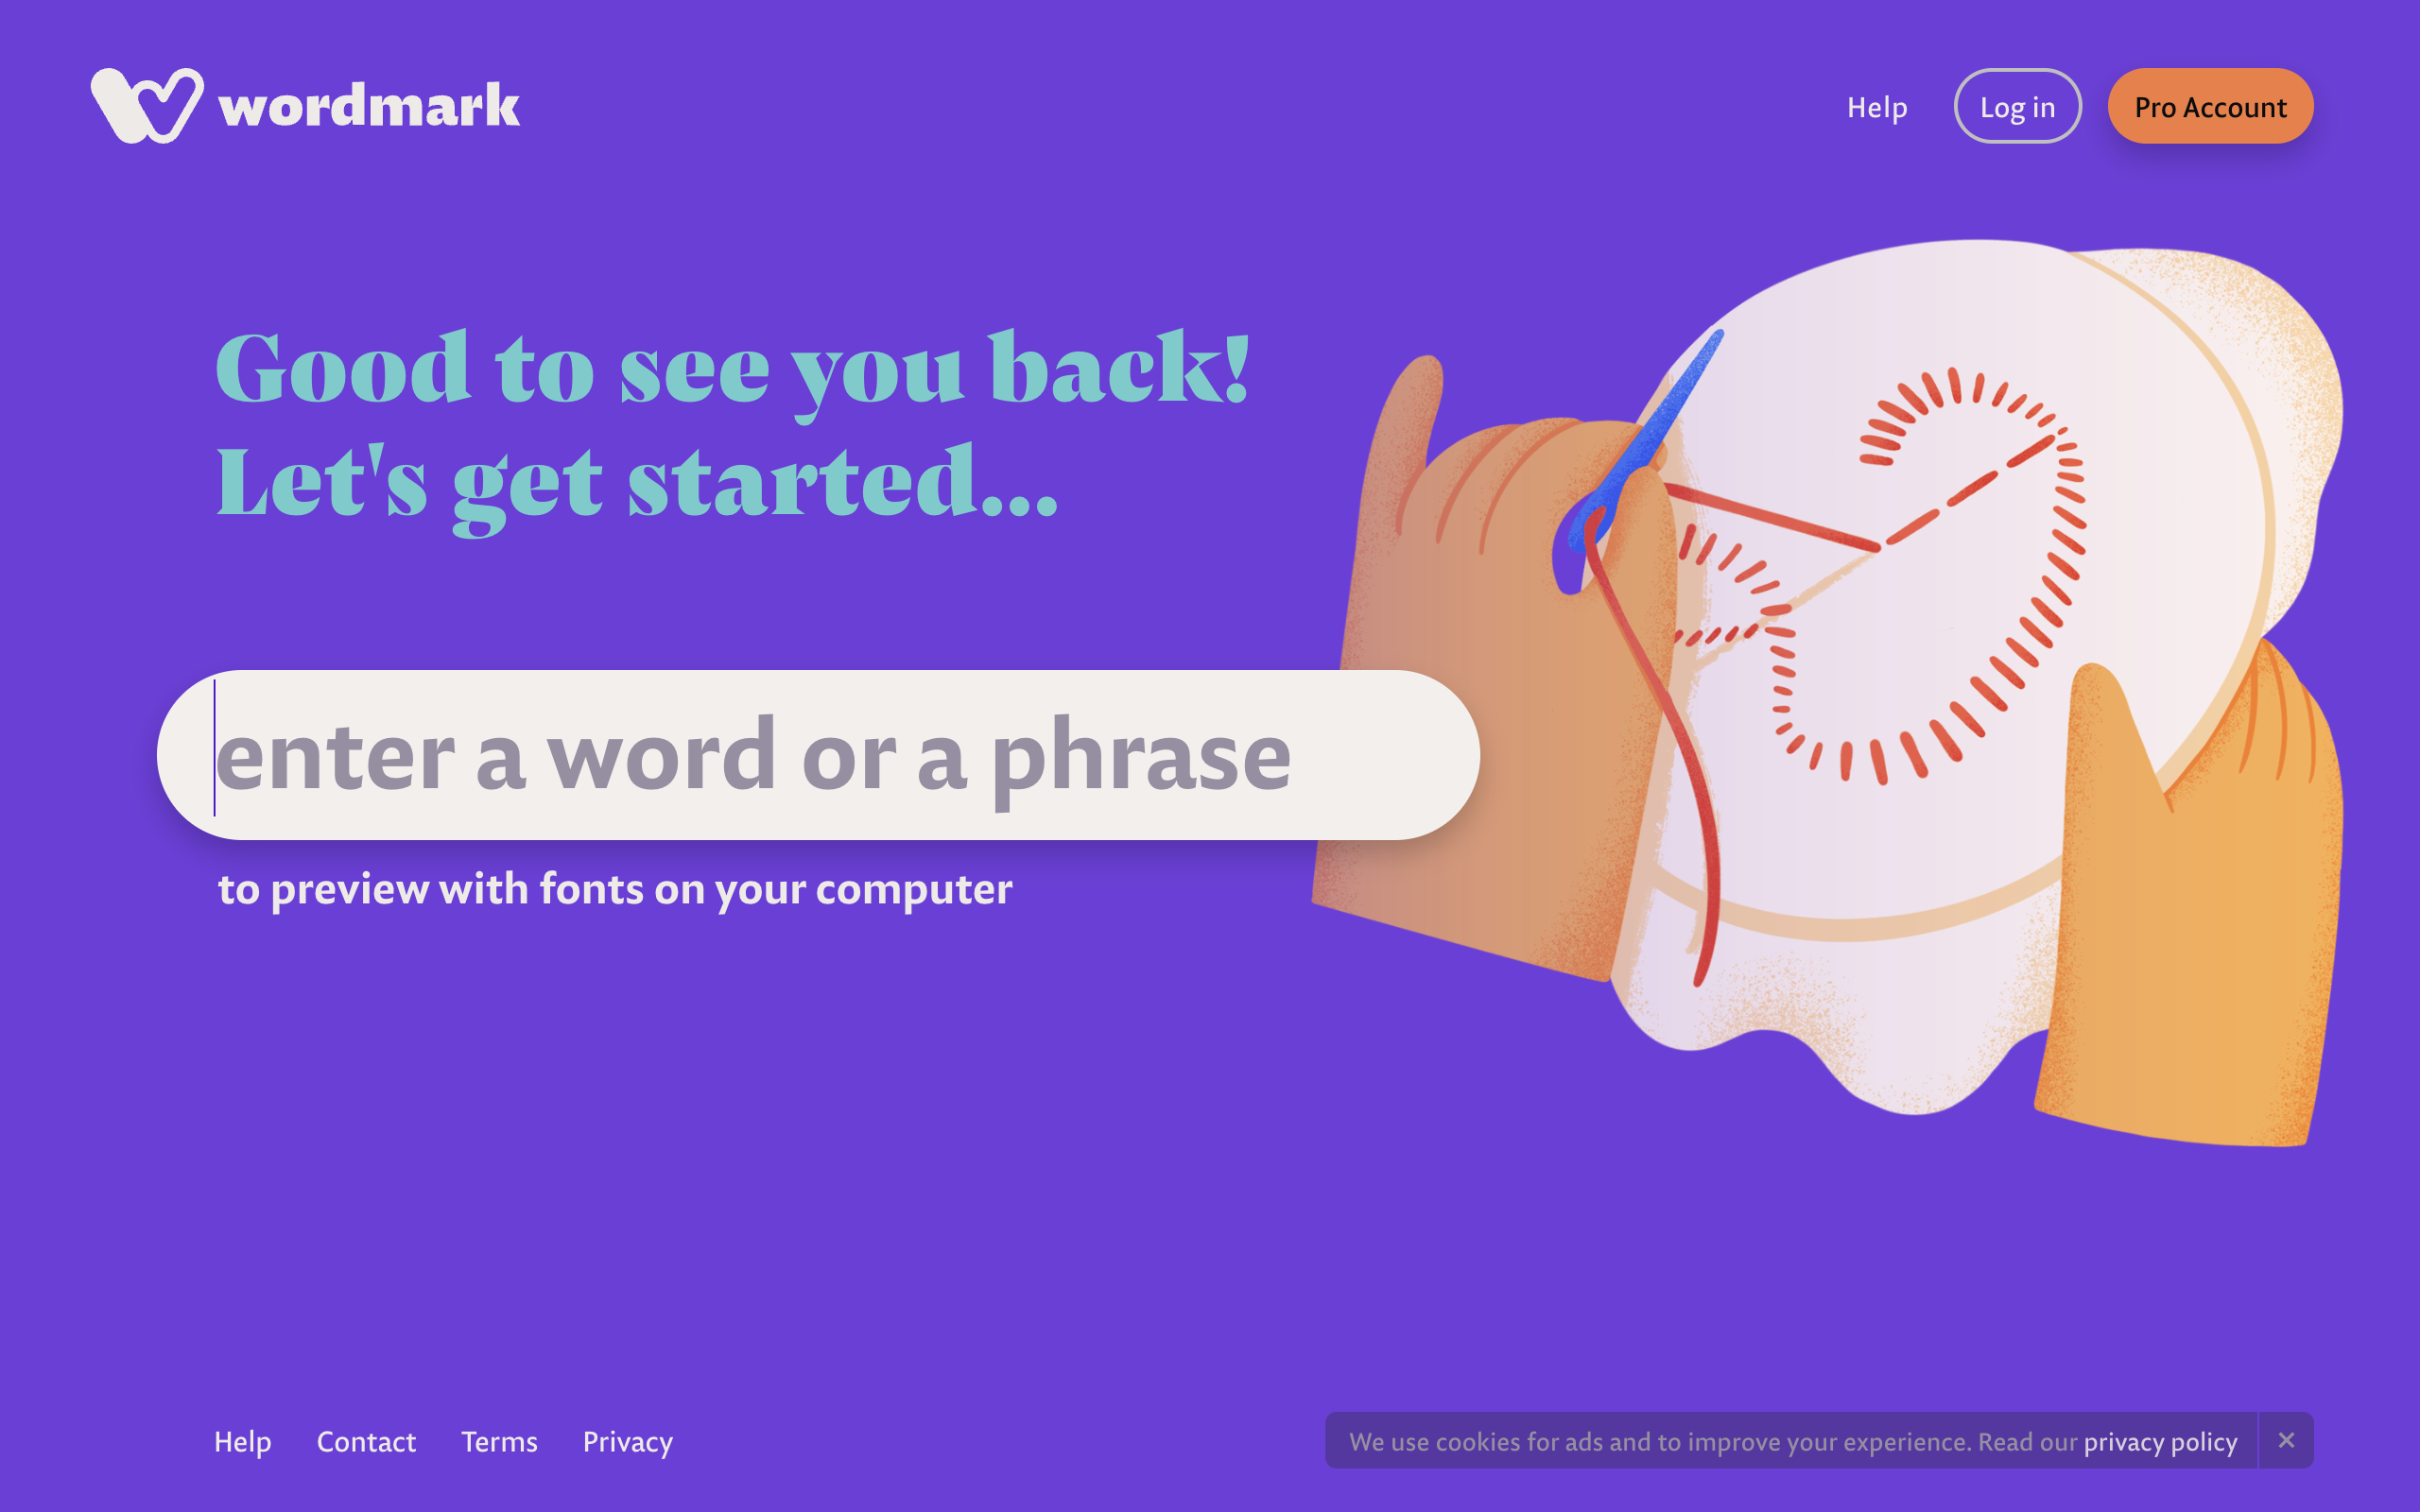 wordmark
Help
Log in
Pro Account
Good to see you back!
Let's get started...
enter a word or a phrase
to preview with fonts on your computer
Help
Contact
Terms
Privacy
We use cookies for ads and to improve your experience. Read our privacy policy
×